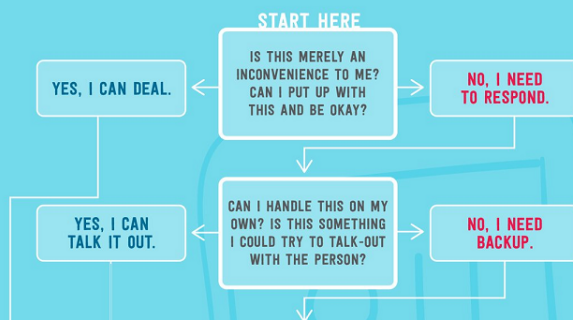 START HERE
IS THIS MERELY AN
INCONVENIENCE TO ME?
CAN I PUT UP WITH
THIS AND BE OKAY?
YES, I CAN DEAL.
NO, I NEED
TO RESPOND.
CAN I HANDLE THIS ON MY
OWN? IS THIS SOMETHING
I COULD TRY TO TALK-OUT
WITH THE PERSON?
YES, I CAN
TALK IT OUT.
NO, I NEED
BACKUP.